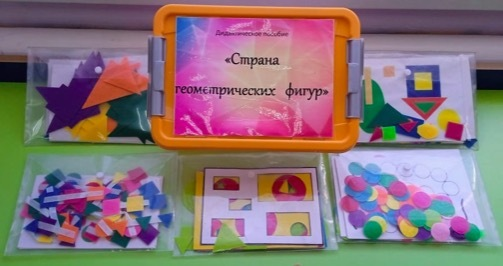 Дидактическое пособие
«Страна
геометрических фигур»